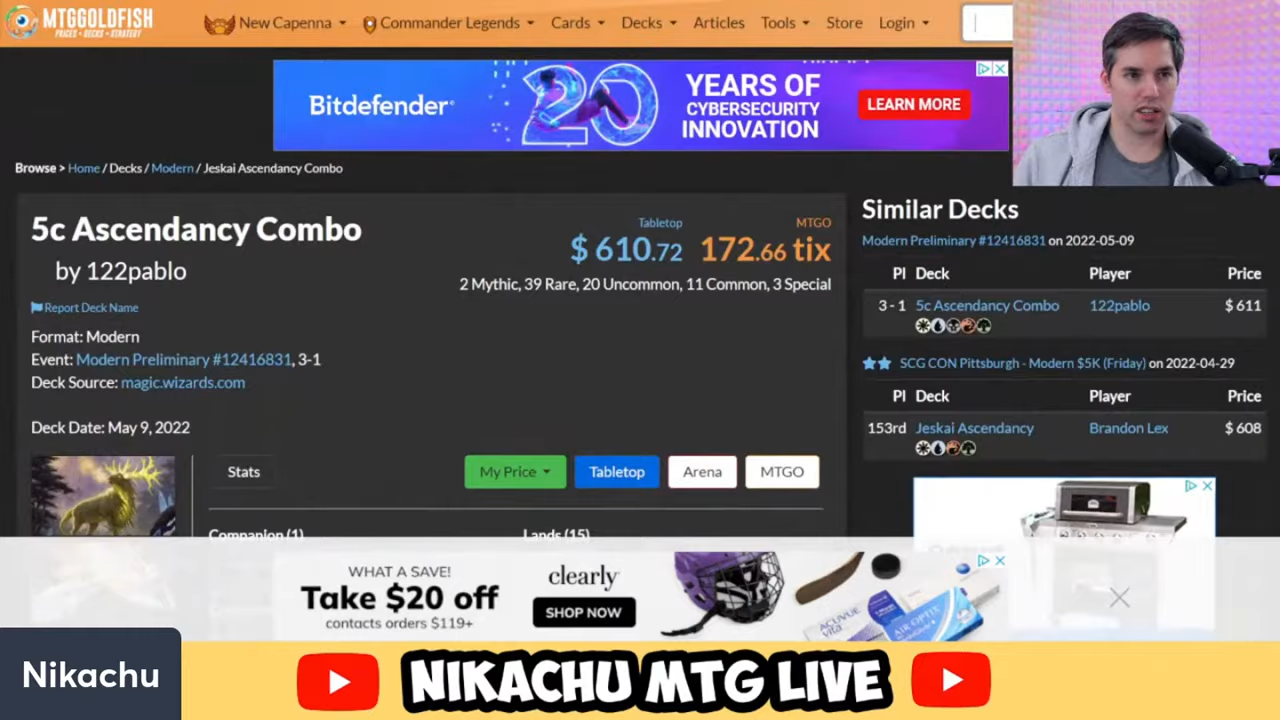 MTGGOLDFISH
PRICES • DECKS • STRATEGY
New Capenna
Commander Legends
Cards
Decks
Articles
Tools
Store
Login
Bitdefender
20
YEARS OF
CYBERSECURITY
INNOVATION
LEARN MORE
Browse > Home / Decks / Modern / Jeskai Ascendancy Combo
5c Ascendancy Combo
by 122pablo
Report Deck Name
Tabletop
$ 610.72
MTGO
172.66 tix
2 Mythic, 39 Rare, 20 Uncommon, 11 Common, 3 Special
Format: Modern
Event: Modern Preliminary #12416831, 3-1
Deck Source: magic.wizards.com
Deck Date: May 9, 2022
Stats
My Price
Tabletop
Arena
MTGO
Companion (1)
Lands (15)
Similar Decks
Modern Preliminary #12416831 on 2022-05-09
Pl Deck Player Price
3 - 1 5c Ascendancy Combo 122pablo $ 611
SCG CON Pittsburgh - Modern $5K (Friday) on 2022-04-29
Pl Deck Player Price
153rd Jeskai Ascendancy Brandon Lex $ 608
WHAT A SAVE!
Take $20 off
contacts orders $119+
clearly
SHOP NOW
ACUVUE
vita
AIR OPTIX
Nikachu
NIKACHU MTG LIVE